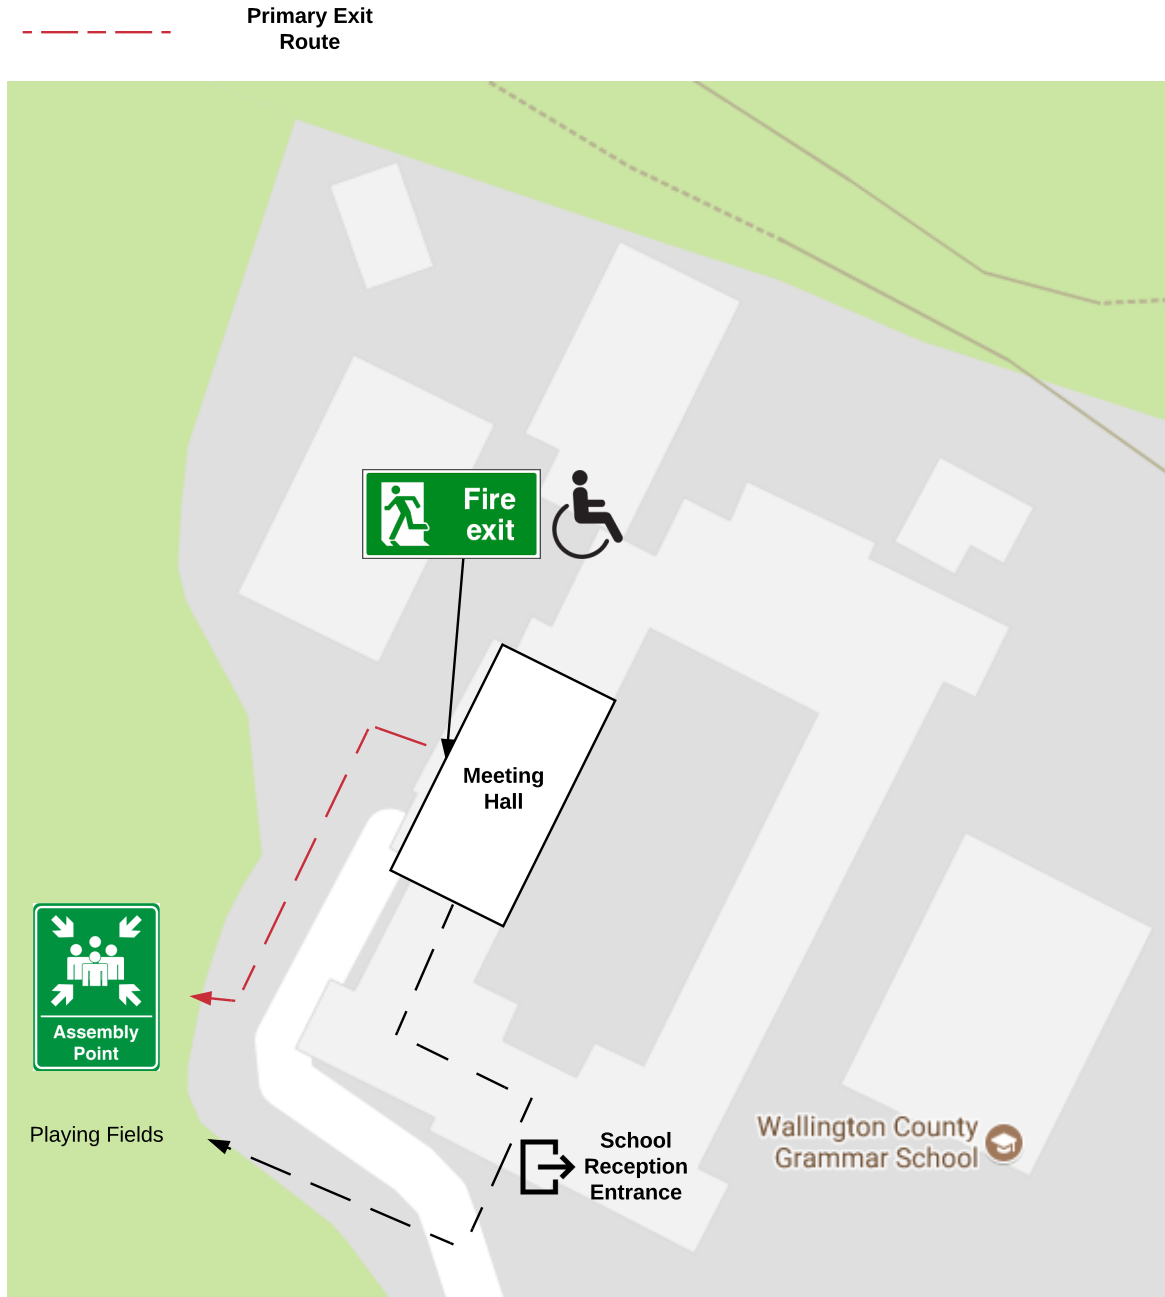 Primary Exit
Route
Fire
exit
Meeting
Hall
Assembly
Point
Playing Fields
School
Reception
Entrance
Wallington County
Grammar School